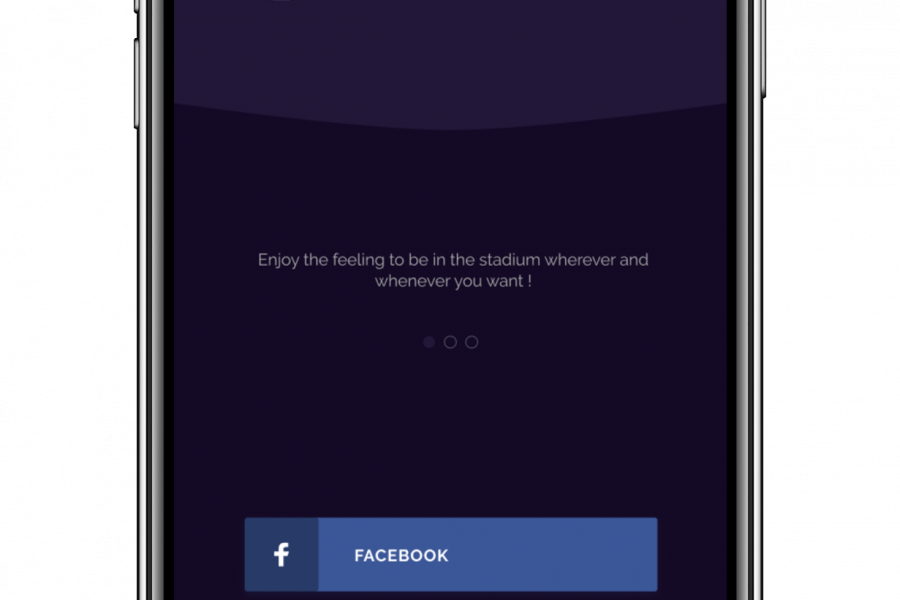 Enjoy the feeling to be in the stadium wherever and
whenever you want !
FACEBOOK